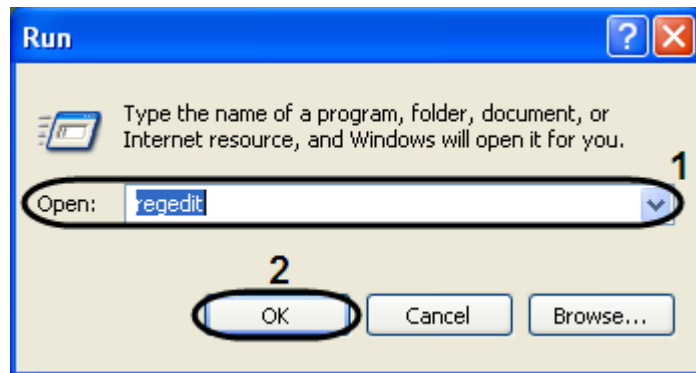 Run
Type the name of a program, folder, document, or
Internet resource, and Windows will open it for you.
1
Open: regedit
2
OK Cancel Browse...